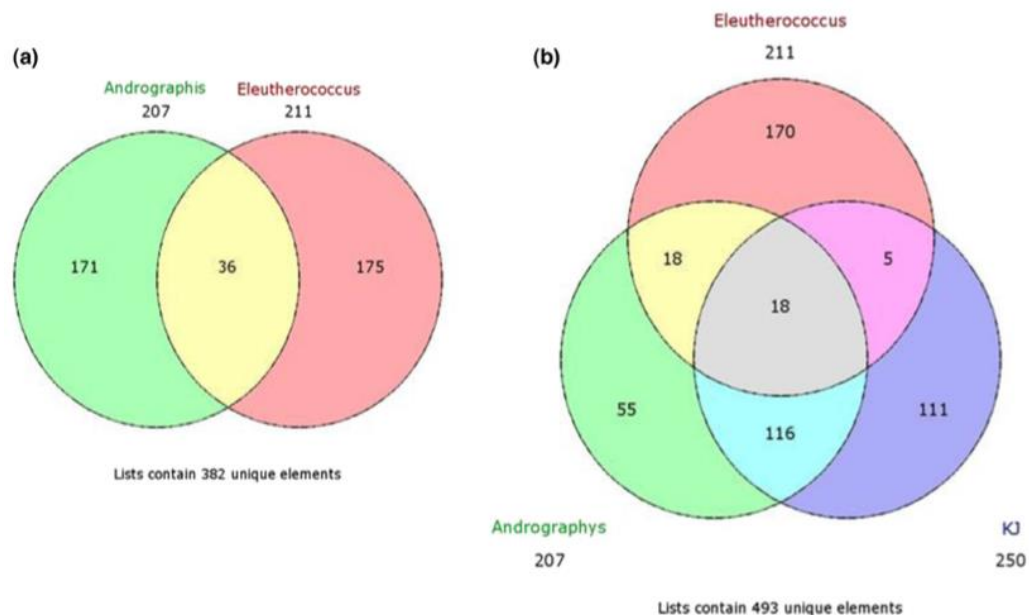 (a)
Andrographis Eleutherococcus
207 211
171 36 175
Lists contain 382 unique elements
(b)
Eleutherococcus
211
170
18 5
18
55 116 111
Andrographys KJ
207 250
Lists contain 493 unique elements